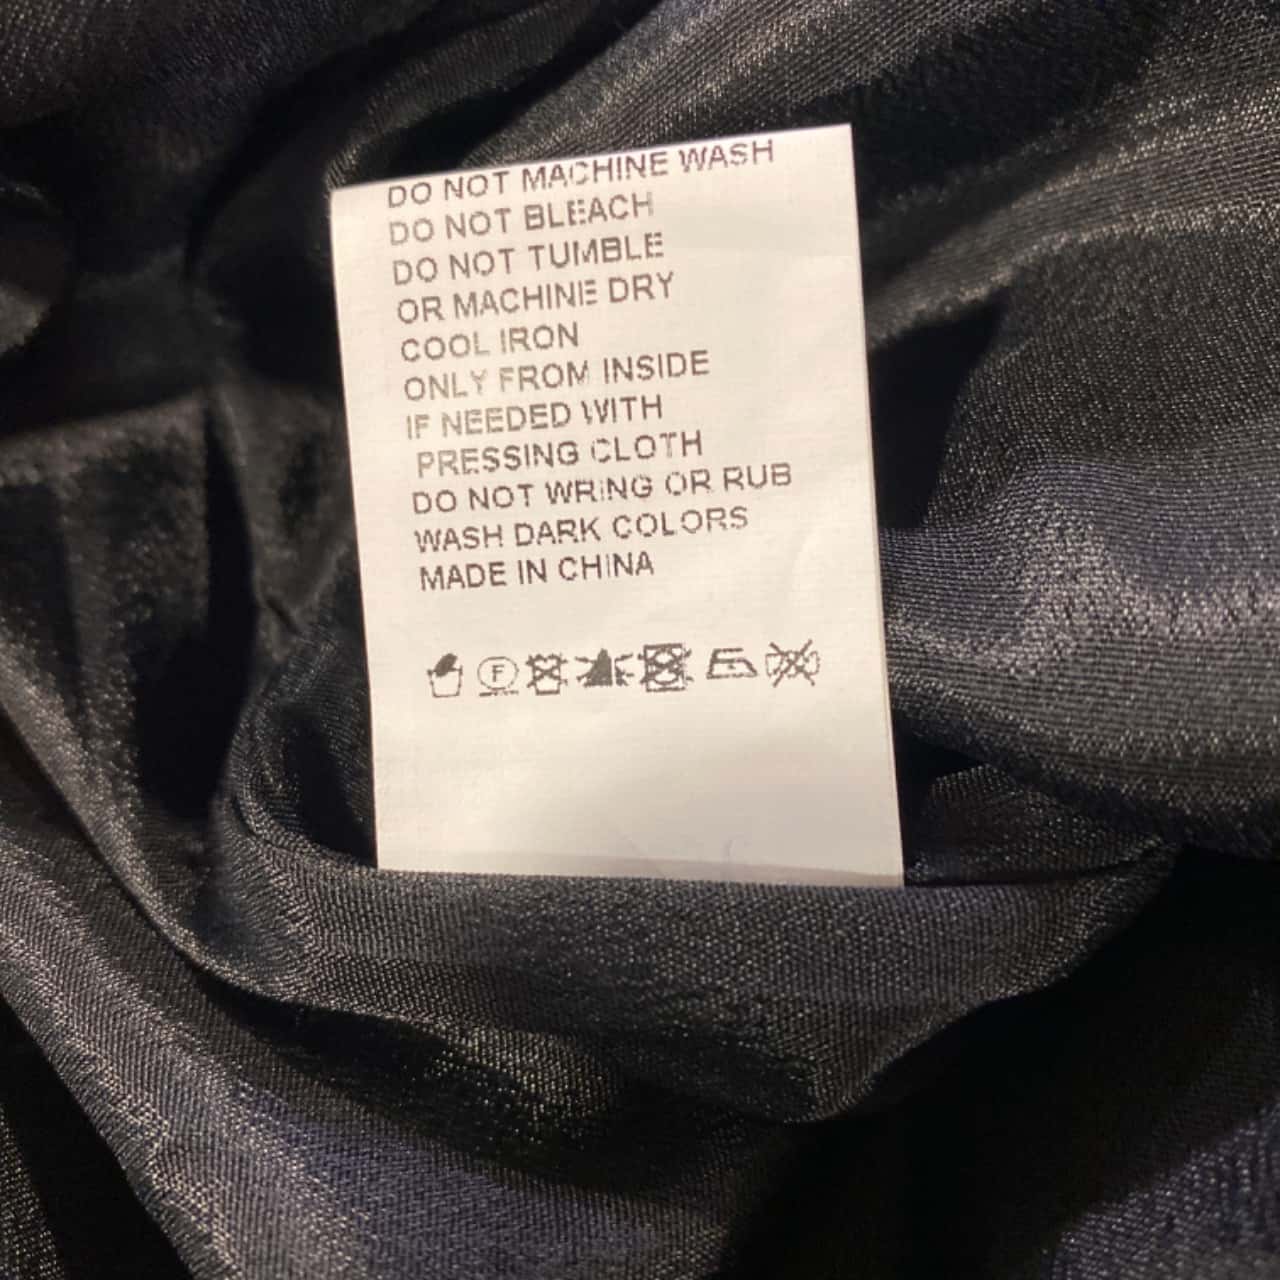 DO NOT MACHINE WASH
DO NOT BLEACH
DO NOT TUMBLE
OR MACHINE DRY
COOL IRON
ONLY FROM INSIDE
IF NEEDED WITH
PRESSING CLOTH
DO NOT WRING OR RUB
WASH DARK COLORS
MADE IN CHINA
F